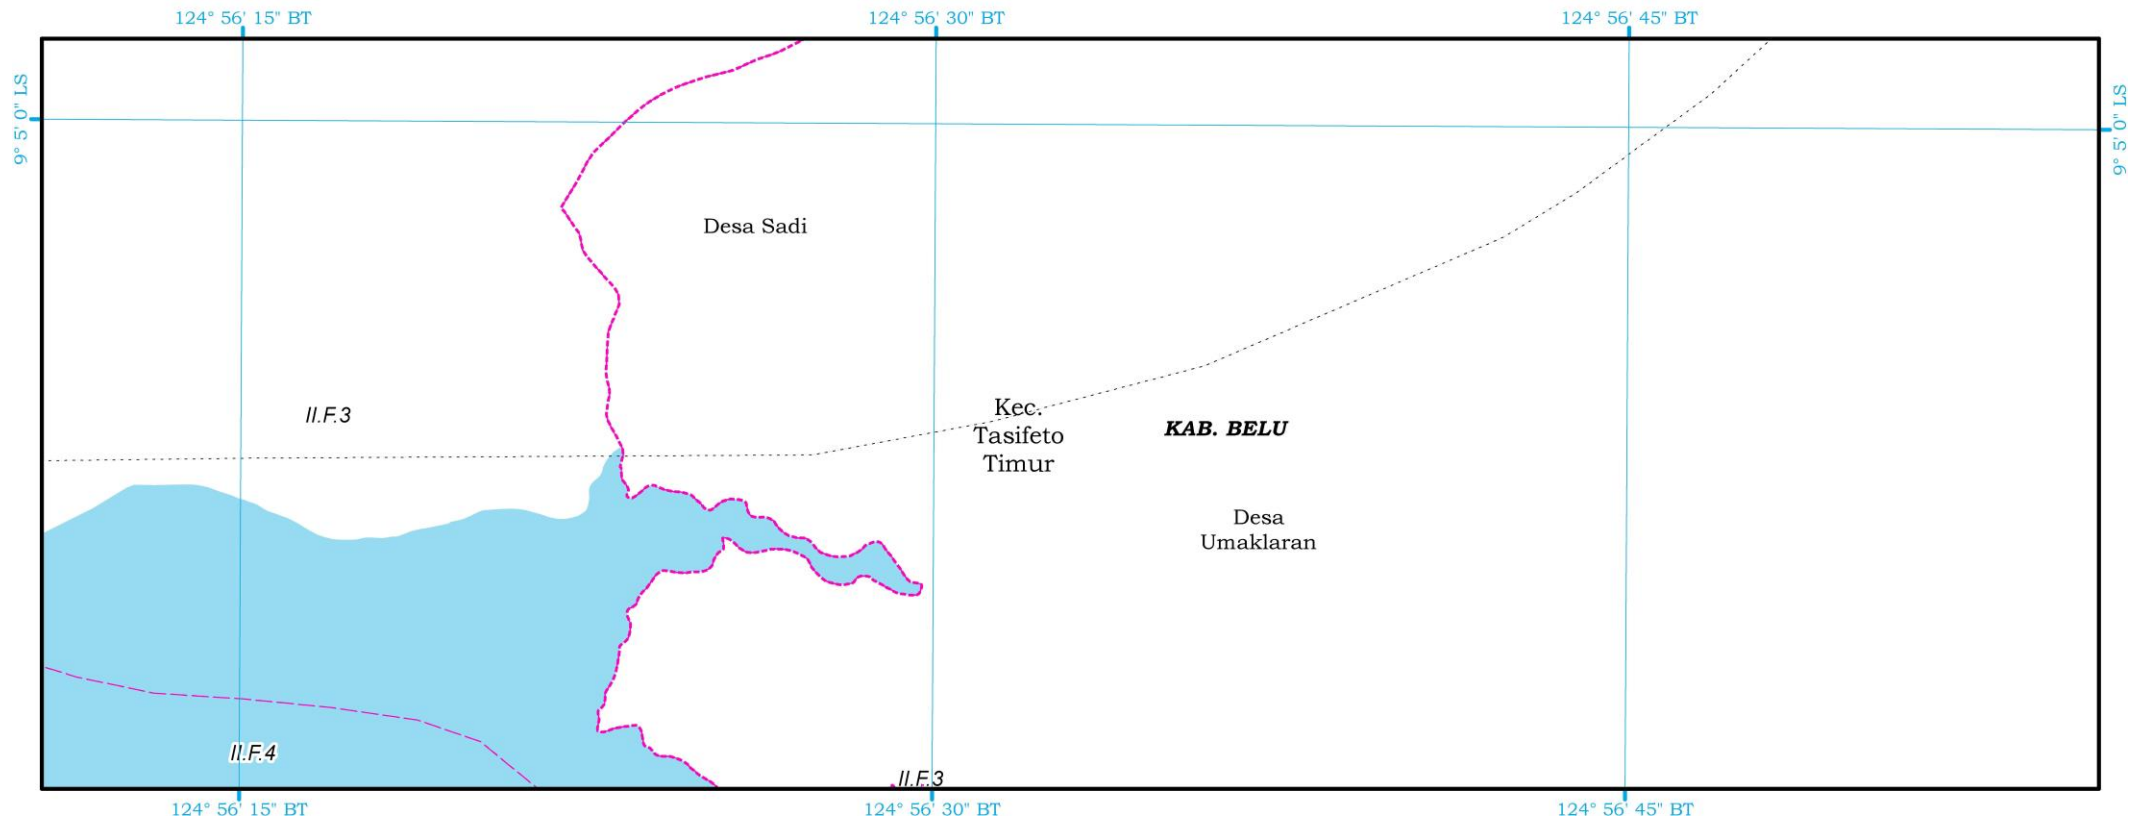 124° 56' 15" BT
124° 56' 30" BT
124° 56' 45" BT
9° 5' 0" LS
9° 5' 0" LS
Desa Sadi
II.F.3
Kec.
Tasifeto
Timur
KAB. BELU
Desa
Umaklaran
II.F.4
II.F.3
124° 56' 15" BT
124° 56' 30" BT
124° 56' 45" BT